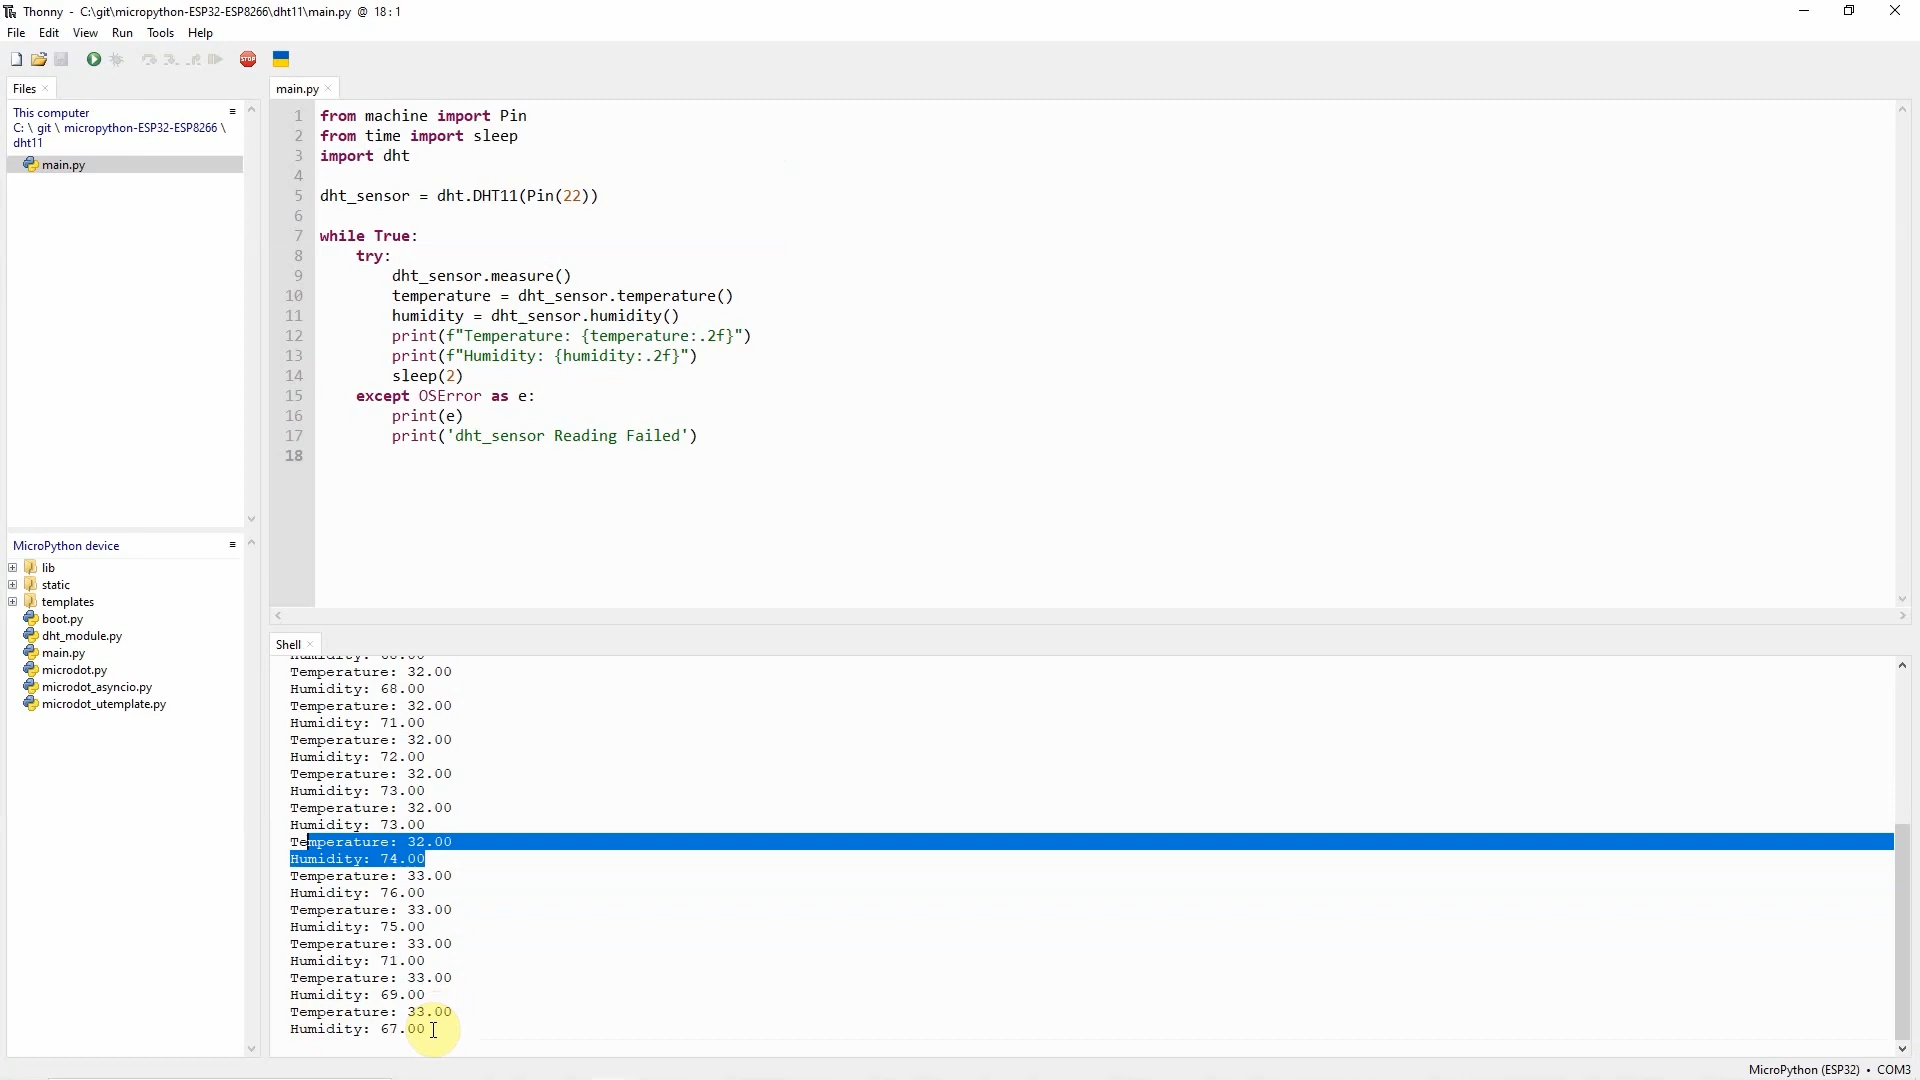 Thonny - C:\git\micropython-ESP32-ESP8266\dht11\main.py @ 18:1
File Edit View Run Tools Help
STOP
Files
This computer
C: \ git \ micropython-ESP32-ESP8266 \
dht11
main.py
MicroPython device
lib
static
templates
boot.py
dht_module.py
main.py
microdot.py
microdot_asyncio.py
microdot_utemplate.py
main.py
1 from machine import Pin
2 from time import sleep
3 import dht
4
5 dht_sensor = dht.DHT11(Pin(22))
6
7 while True:
8 try:
9 dht_sensor.measure()
10 temperature = dht_sensor.temperature()
11 humidity = dht_sensor.humidity()
12 print(f"Temperature: {temperature:.2f}")
13 print(f"Humidity: {humidity:.2f}")
14 sleep(2)
15 except OSError as e:
16 print(e)
17 print('dht_sensor Reading Failed')
18
Shell
Temperature: 32.00
Humidity: 68.00
Temperature: 32.00
Humidity: 71.00
Temperature: 32.00
Humidity: 72.00
Temperature: 32.00
Humidity: 73.00
Temperature: 32.00
Humidity: 73.00
Temperature: 32.00
Humidity: 74.00
Temperature: 33.00
Humidity: 76.00
Temperature: 33.00
Humidity: 75.00
Temperature: 33.00
Humidity: 71.00
Temperature: 33.00
Humidity: 69.00
Temperature: 33.00
Humidity: 67.00
MicroPython (ESP32) • COM3